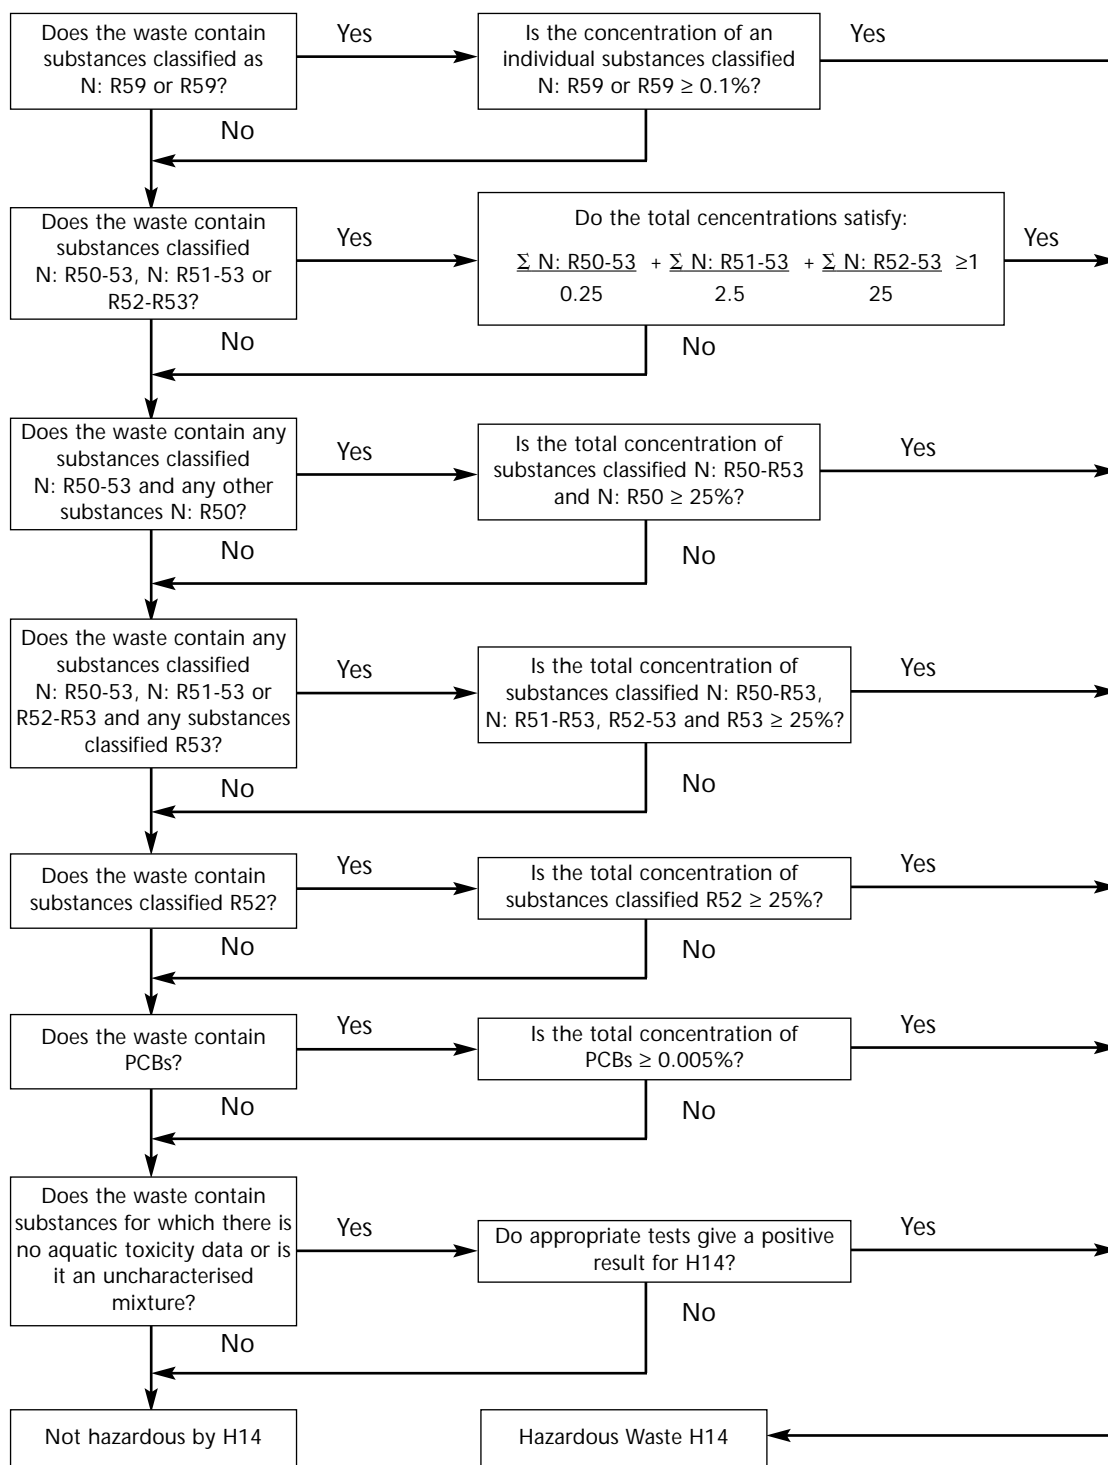 Does the waste contain
substances classified as
N: R59 or R59?
Yes
Is the concentration of an
individual substances classified
N: R59 or R59 ≥ 0.1%?
Yes
No
Does the waste contain
substances classified
N: R50-53, N: R51-53 or
R52-R53?
Yes
Do the total cencentrations satisfy:
Σ N: R50-53 + Σ N: R51-53 + Σ N: R52-53 ≥1
0.25 2.5 25
Yes
No
No
Does the waste contain any
substances classified
N: R50-53 and any other
substances N: R50?
Yes
Is the total concentration of
substances classified N: R50-R53
and N: R50 ≥ 25%?
Yes
No
No
Does the waste contain any
substances classified
N: R50-53, N: R51-53 or
R52-R53 and any substances
classified R53?
Yes
Is the total concentration of
substances classified N: R50-R53,
N: R51-R53, R52-53 and R53 ≥ 25%?
Yes
No
No
Does the waste contain
substances classified R52?
Yes
Is the total concentration of
substances classified R52 ≥ 25%?
Yes
No
No
Does the waste contain
PCBs?
Yes
Is the total concentration of
PCBs ≥ 0.005%?
Yes
No
No
Does the waste contain
substances for which there is
no aquatic toxicity data or is
it an uncharacterised
mixture?
Yes
Do appropriate tests give a positive
result for H14?
Yes
No
No
Not hazardous by H14
Hazardous Waste H14